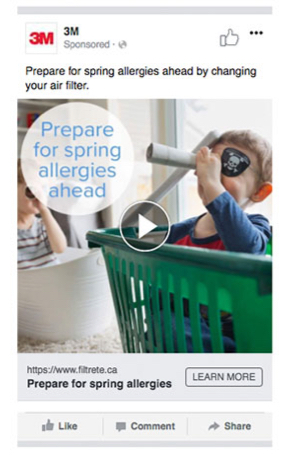 3M
3M
Sponsored ·
Prepare for spring allergies ahead by changing
your air filter.
Prepare
for spring
allergies
ahead
https://www.filtrete.ca
Prepare for spring allergies
LEARN MORE
Like
Comment
Share